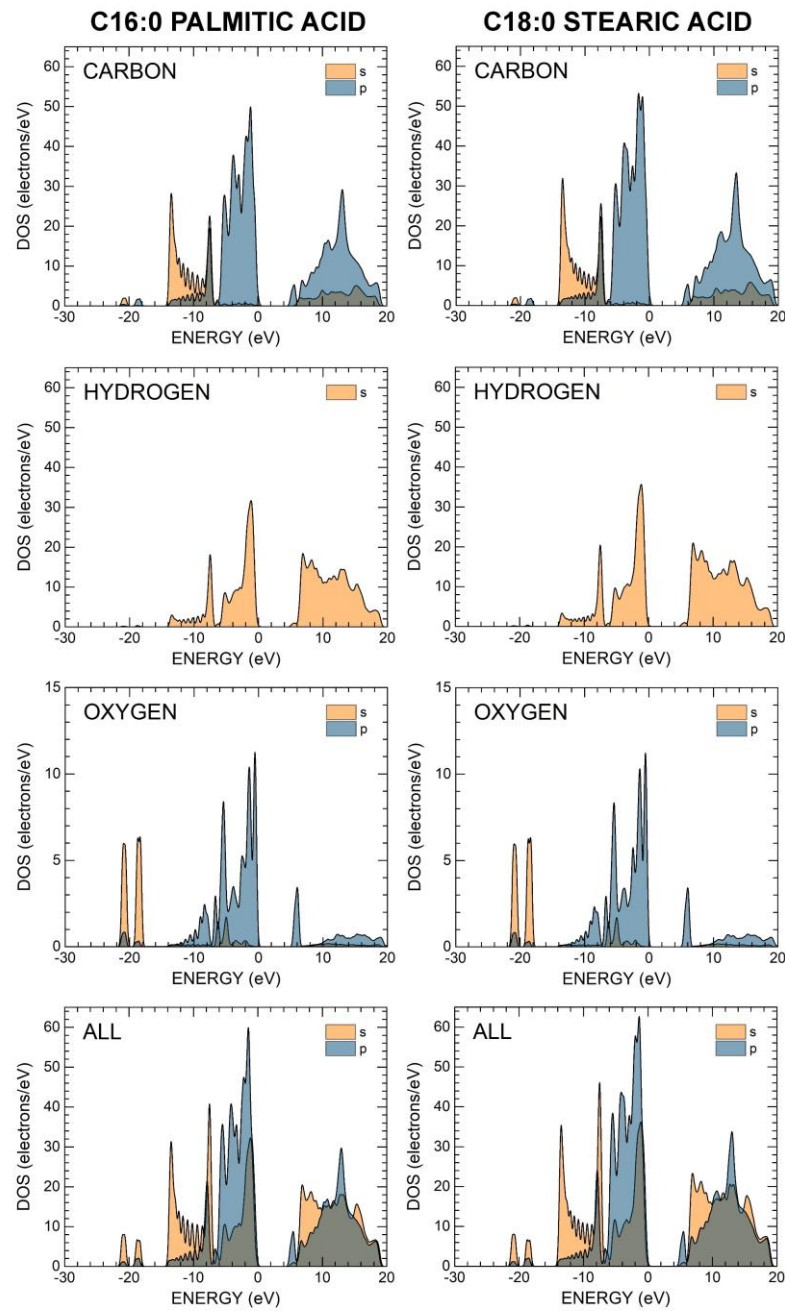 C16:0 PALMITIC ACID
C18:0 STEARIC ACID
CARBON
s
p
DOS (electrons/eV)
60
50
40
30
20
10
0
-30 -20 -10 0 10 20
ENERGY (eV)
CARBON
s
p
DOS (electrons/eV)
60
50
40
30
20
10
0
-30 -20 -10 0 10 20
ENERGY (eV)
HYDROGEN
s
DOS (electrons/eV)
60
50
40
30
20
10
0
-30 -20 -10 0 10 20
ENERGY (eV)
HYDROGEN
s
DOS (electrons/eV)
60
50
40
30
20
10
0
-30 -20 -10 0 10 20
ENERGY (eV)
OXYGEN
s
p
DOS (electrons/eV)
15
10
5
0
-30 -20 -10 0 10 20
ENERGY (eV)
OXYGEN
s
p
DOS (electrons/eV)
15
10
5
0
-30 -20 -10 0 10 20
ENERGY (eV)
ALL
s
p
DOS (electrons/eV)
60
50
40
30
20
10
0
-30 -20 -10 0 10 20
ENERGY (eV)
ALL
s
p
DOS (electrons/eV)
60
50
40
30
20
10
0
-30 -20 -10 0 10 20
ENERGY (eV)